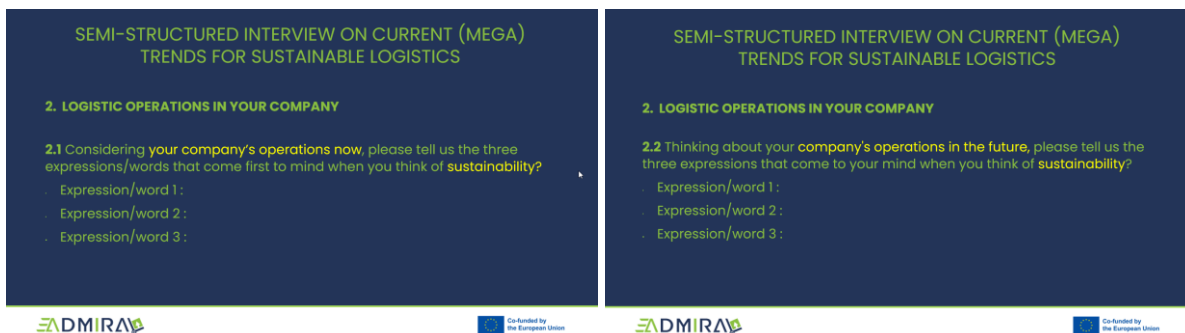 SEMI-STRUCTURED INTERVIEW ON CURRENT (MEGA)
TRENDS FOR SUSTAINABLE LOGISTICS
2. LOGISTIC OPERATIONS IN YOUR COMPANY
2.1 Considering your company's operations now, please tell us the three
expressions/words that come first to mind when you think of sustainability?
Expression/word 1 :
Expression/word 2 :
Expression/word 3 :
ADMIRAL
Co-funded by
the European Union
SEMI-STRUCTURED INTERVIEW ON CURRENT (MEGA)
TRENDS FOR SUSTAINABLE LOGISTICS
2. LOGISTIC OPERATIONS IN YOUR COMPANY
2.2 Thinking about your company's operations in the future, please tell us the
three expressions that come to your mind when you think of sustainability?
Expression/word 1 :
Expression/word 2 :
Expression/word 3 :
ADMIRAL
Co-funded by
the European Union